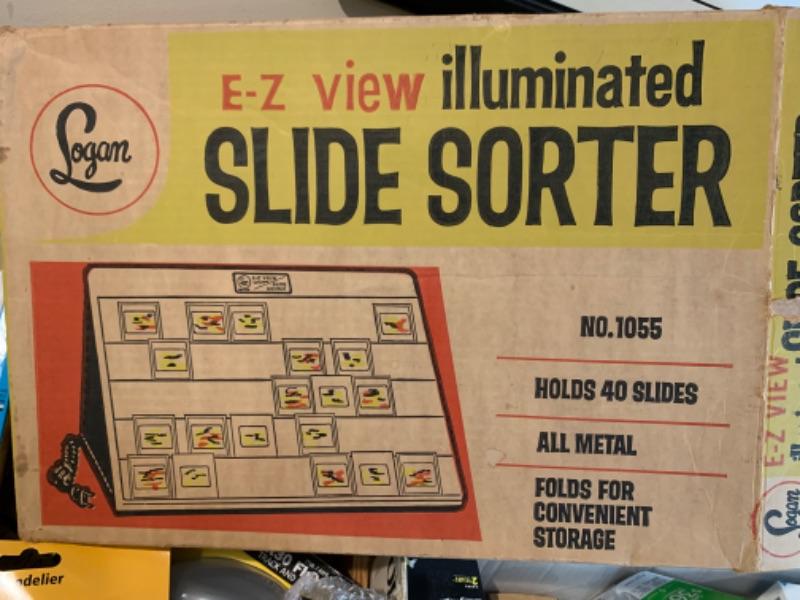 Logan
E-Z view illuminated
SLIDE SORTER
NO.1055
HOLDS 40 SLIDES
ALL METAL
FOLDS FOR
CONVENIENT
STORAGE
E-Z VIEW
Logan
ndelier